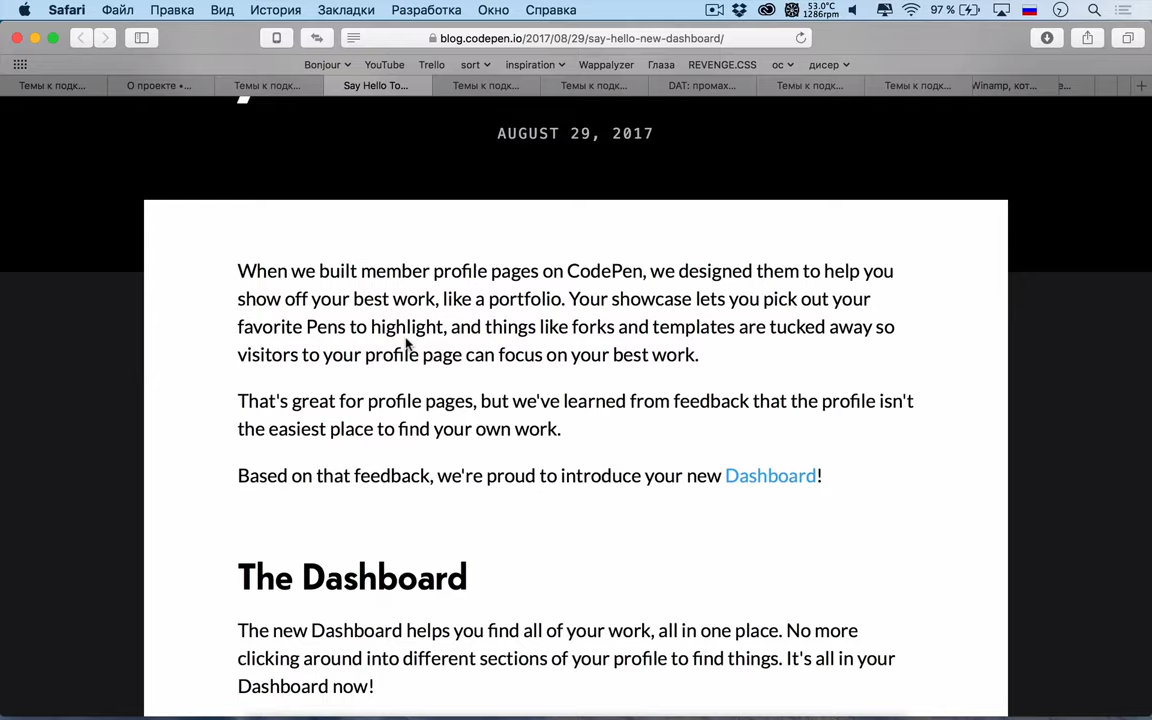 Safari Файл Правка Вид История Закладки Разработка Окно Справка 53.0°C 1286rpm 97 %
blog.codepen.io/2017/08/29/say-hello-new-dashboard/
Bonjour YouTube Trello sort inspiration Wappalyzer Глаза REVENGE.CSS ос дисер
Темы к подк... О проекте •... Темы к подк... Say Hello To... Темы к подк... Темы к подк... DAT: промах... Темы к подк... Темы к подк... Winamp, кот...
AUGUST 29, 2017
When we built member profile pages on CodePen, we designed them to help you
show off your best work, like a portfolio. Your showcase lets you pick out your
favorite Pens to highlight, and things like forks and templates are tucked away so
visitors to your profile page can focus on your best work.
That's great for profile pages, but we've learned from feedback that the profile isn't
the easiest place to find your own work.
Based on that feedback, we're proud to introduce your new Dashboard!
The Dashboard
The new Dashboard helps you find all of your work, all in one place. No more
clicking around into different sections of your profile to find things. It's all in your
Dashboard now!